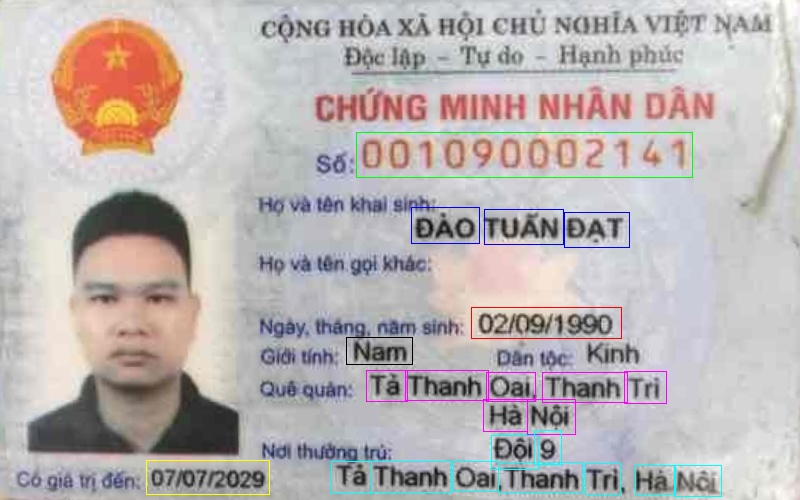 CỘNG HÒA XÃ HỘI CHỦ NGHĨA VIỆT NAM
Độc lập - Tự do - Hạnh phúc
CHỨNG MINH NHÂN DÂN
Số: 001090002141
Họ và tên khai sinh:
ĐÀO TUẤN ĐẠT
Họ và tên gọi khác:
Ngày, tháng, năm sinh: 02/09/1990
Giới tính: Nam Dân tộc: Kinh
Quê quán: Tả Thanh Oai, Thanh Trì
Hà Nội
Nơi thường trú: Đội 9
Có giá trị đến: 07/07/2029 Tả Thanh Oai, Thanh Trì, Hà Nội